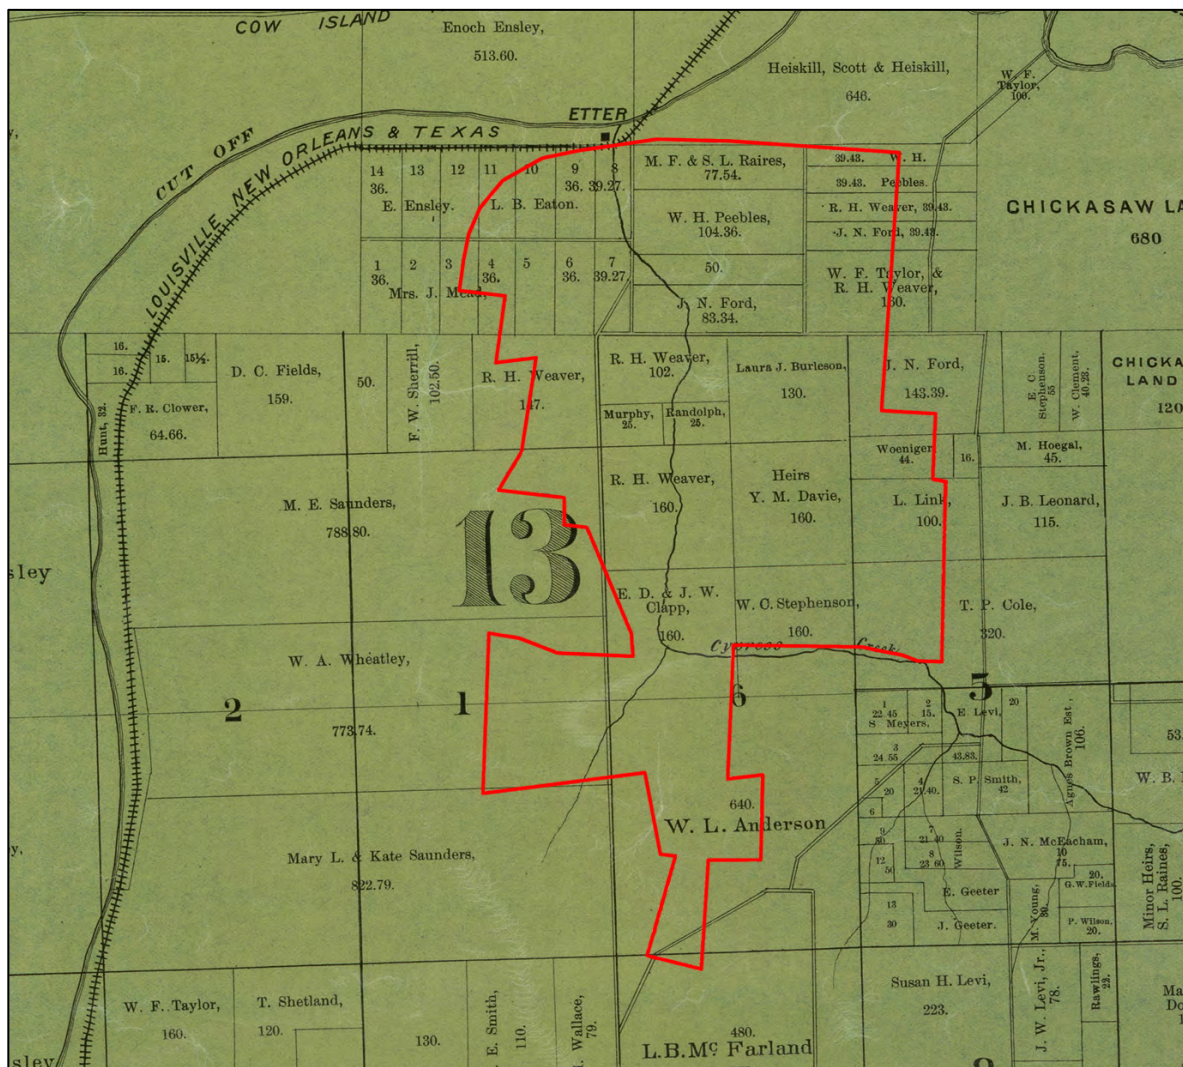 COW ISLAND
Enoch Ensley,
513.60.
Heiskill, Scott & Heiskill,
646.
W. F.
Taylor,
100.
ETTER
CUT OFF
LOUISVILLE NEW ORLEANS & TEXAS
14
36.
13
12
11
10
9
36.
8
39.27.
E. Ensley.
L. B. Eaton.
M. F. & S. L. Raires,
77.54.
39.43. W. H.
39.43. Peebles.
R. H. Weaver, 39.43.
J. N. Ford, 39.43.
W. H. Peebles,
104.36.
CHICKASAW LA
680
1
36.
2
3
4
36.
5
6
36.
7
39.27.
Mrs. J. Mead,
50.
J. N. Ford,
83.34.
W. F. Taylor, &
R. H. Weaver,
160.
16.
16.
15.
15½.
Hunt, 32.
F. R. Clower,
64.66.
D. C. Fields,
159.
50.
F. W. Sherrill,
102.50.
R. H. Weaver,
147.
R. H. Weaver,
102.
Murphy,
25.
Randolph,
25.
Laura J. Burleson,
130.
J. N. Ford,
143.39.
E. C.
Stephenson.
55
W. Clement,
40.23.
CHICKA
LAND
120
Woeniger,
44.
16.
M. Hoegal,
45.
M. E. Saunders,
788.80.
13
R. H. Weaver,
160.
Heirs
Y. M. Davie,
160.
L. Link,
100.
J. B. Leonard,
115.
sley
E. D. & J. W.
Clapp,
160.
W. C. Stephenson,
160.
T. P. Cole,
320.
Cypress Creek
W. A. Wheatley,
773.74.
2
1
6
5
1
22.45
2
15.
S Meyers.
E. Levi,
20
3
24.55
43.83.
5
20
6
4
21.40.
S. P. Smith,
42
Agnes Brown Est.,
106.
53.
W. B.
640.
W. L. Anderson
9
80
7
21.40
8
23.60
Wilson.
12
50
J. N. McEacham,
10
75.
20.
G.W.Fields
y,
Mary L. & Kate Saunders,
822.79.
E. Geeter
13
30
J. Geeter.
M. Young,
80.
P. Wilson.
20.
Minor Heirs,
S. L. Raines,
100.
W. F. Taylor,
160.
T. Shetland,
120.
130.
E. Smith,
110.
Wallace,
79.
480.
L.B.Mc Farland
Susan H. Levi,
223.
J. W. Levi, Jr.,
78.
Rawlings,
22.
Ma
Do
sley